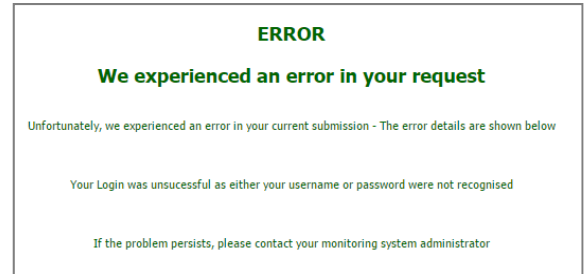 ERROR
We experienced an error in your request
Unfortunately, we experienced an error in your current submission - The error details are shown below
Your Login was unsucessful as either your username or password were not recognised
If the problem persists, please contact your monitoring system administrator